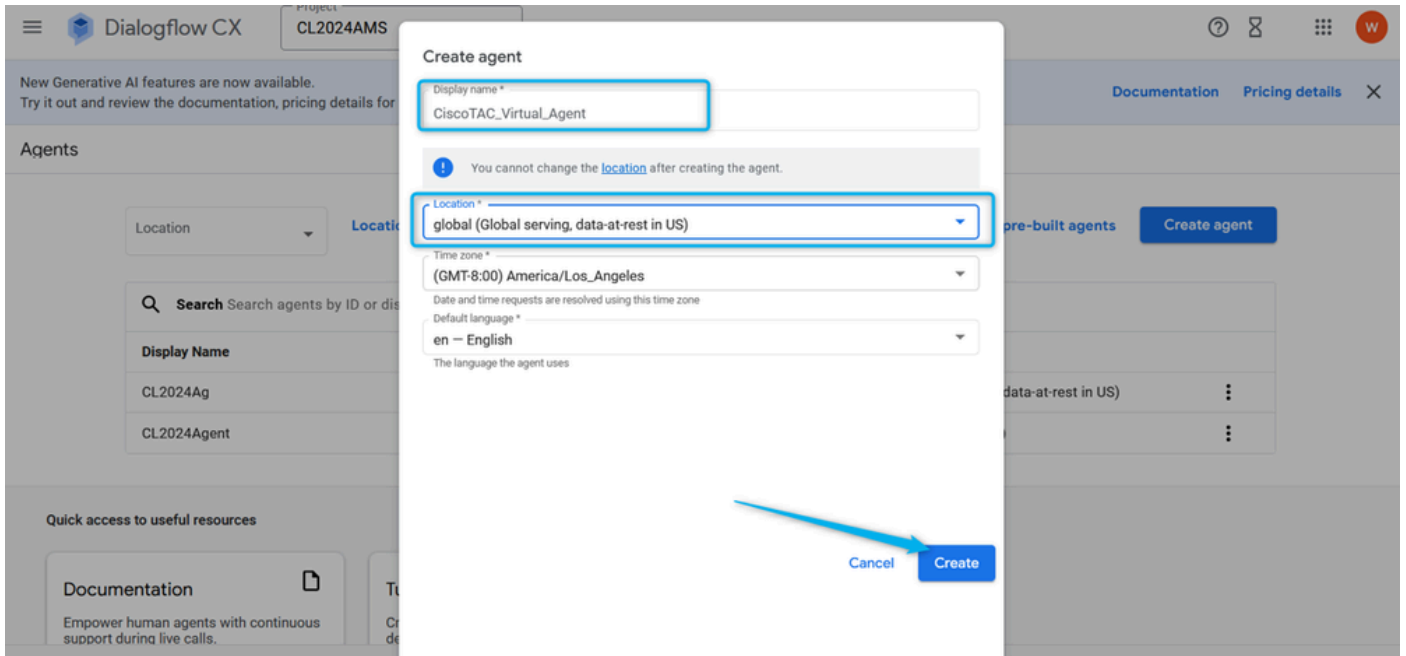 Dialogflow CX
Project
CL2024AMS
W
New Generative AI features are now available.
Try it out and review the documentation, pricing details for
Documentation
Pricing details
Agents
Location
pre-built agents
Create agent
Search Search agents by ID or
Display Name
CL2024Ag
data-at-rest in US)
CL2024Agent
Quick access to useful resources
Documentation
Empower human agents with continuous
support during live calls.
Create agent
Display name *
CiscoTAC_Virtual_Agent
You cannot change the location after creating the agent.
Location *
global (Global serving, data-at-rest in US)
Time zone *
(GMT-8:00) America/Los_Angeles
Date and time requests are resolved using this time zone
Default language *
en — English
The language the agent uses
Cancel
Create